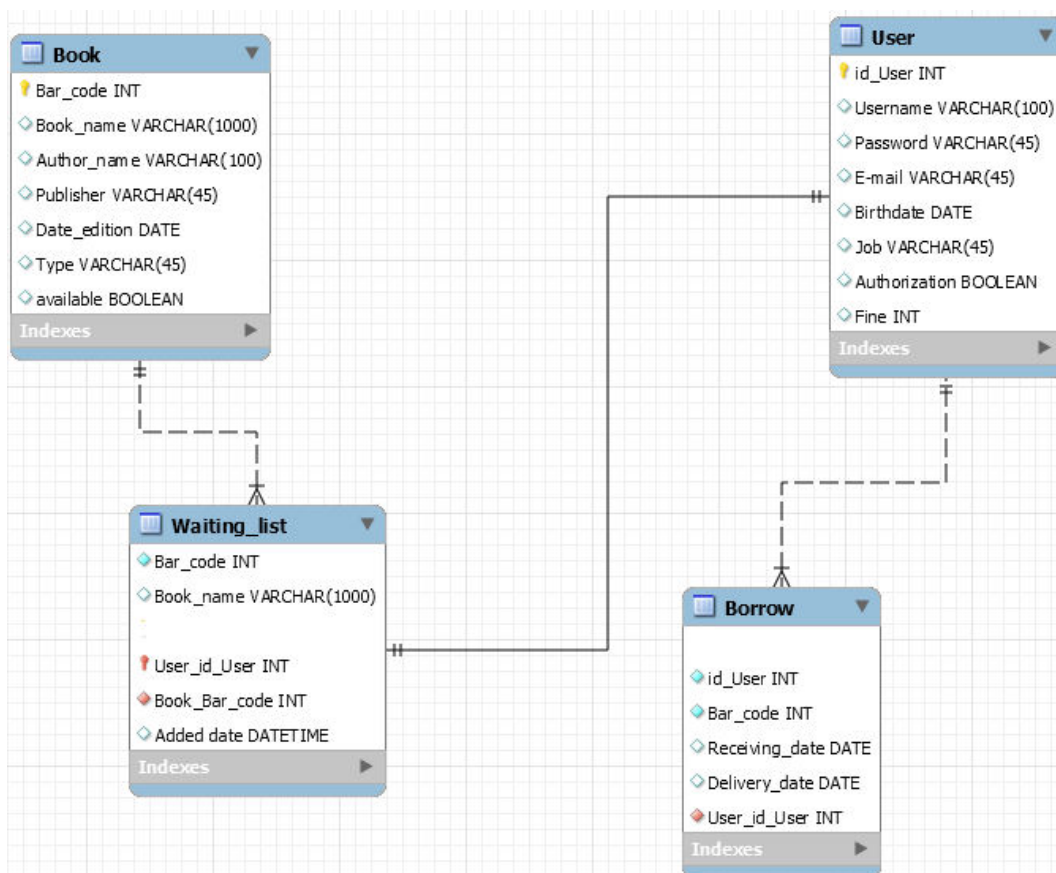 Book
Bar_code INT
Book_name VARCHAR(1000)
Author_name VARCHAR(100)
Publisher VARCHAR(45)
Date_edition DATE
Type VARCHAR(45)
available BOOLEAN
Indexes
User
id_User INT
Username VARCHAR(100)
Password VARCHAR(45)
E-mail VARCHAR(45)
Birthdate DATE
Job VARCHAR(45)
Authorization BOOLEAN
Fine INT
Indexes
Waiting_list
Bar_code INT
Book_name VARCHAR(1000)
User_id_User INT
Book_Bar_code INT
Added date DATETIME
Indexes
Borrow
id_User INT
Bar_code INT
Receiving_date DATE
Delivery_date DATE
User_id_User INT
Indexes